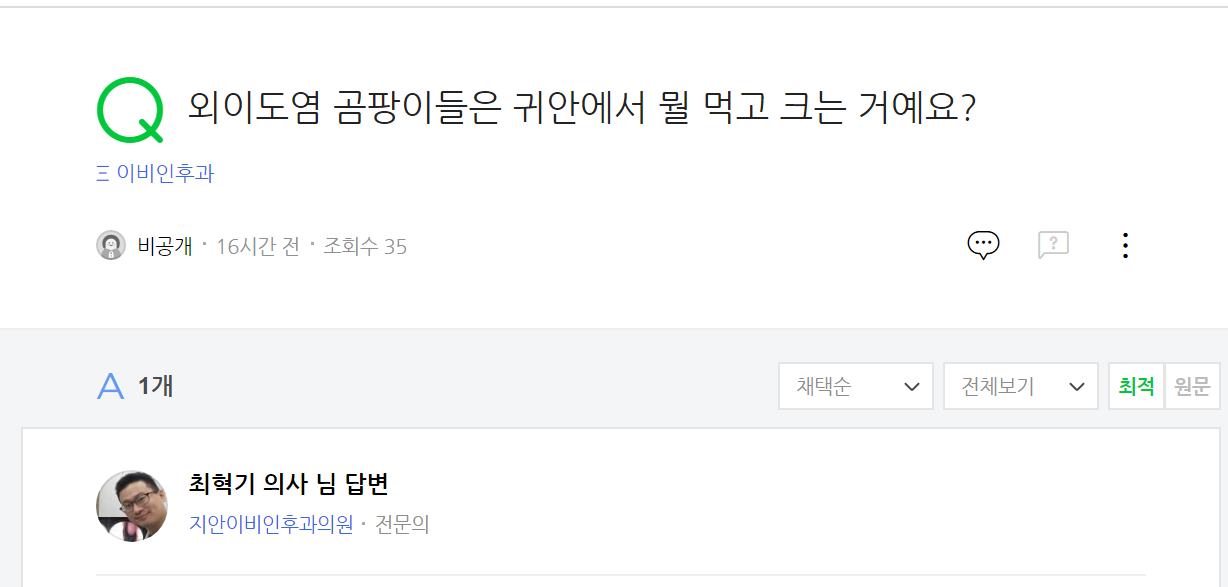 외이도염 곰팡이들은 귀안에서 뭘 먹고 크는 거예요?
이비인후과
비공개 · 16시간 전 · 조회수 35
A 1개
채택순 전체보기 최적 원문
최혁기 의사 님 답변
지안이비인후과의원 · 전문의